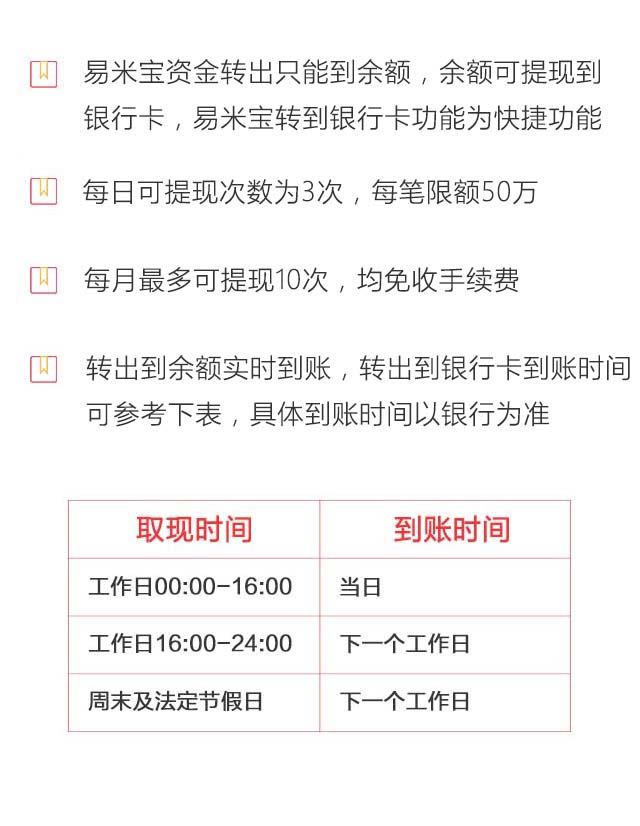 易米宝资金转出只能到余额，余额可提现到
银行卡，易米宝转到银行卡功能为快捷功能
每日可提现次数为3次，每笔限额50万
每月最多可提现10次，均免收手续费
转出到余额实时到账，转出到银行卡到账时间
可参考下表，具体到账时间以银行为准
取现时间 到账时间
工作日00:00-16:00 当日
工作日16:00-24:00 下一个工作日
周末及法定节假日 下一个工作日